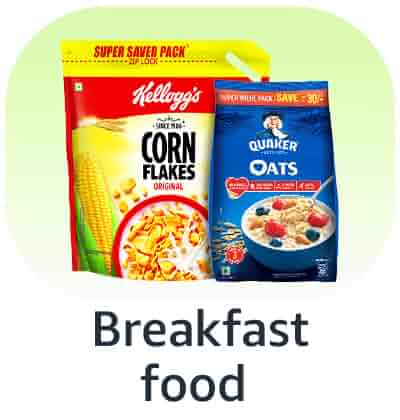 SUPER SAVER PACK
ZIP LOCK
Kellogg's
SINCE 1906
CORN
FLAKES
ORIGINAL
SUPER VALUE PACK: SAVE ₹ 30/-
QUAKER
OATS
Breakfast
food